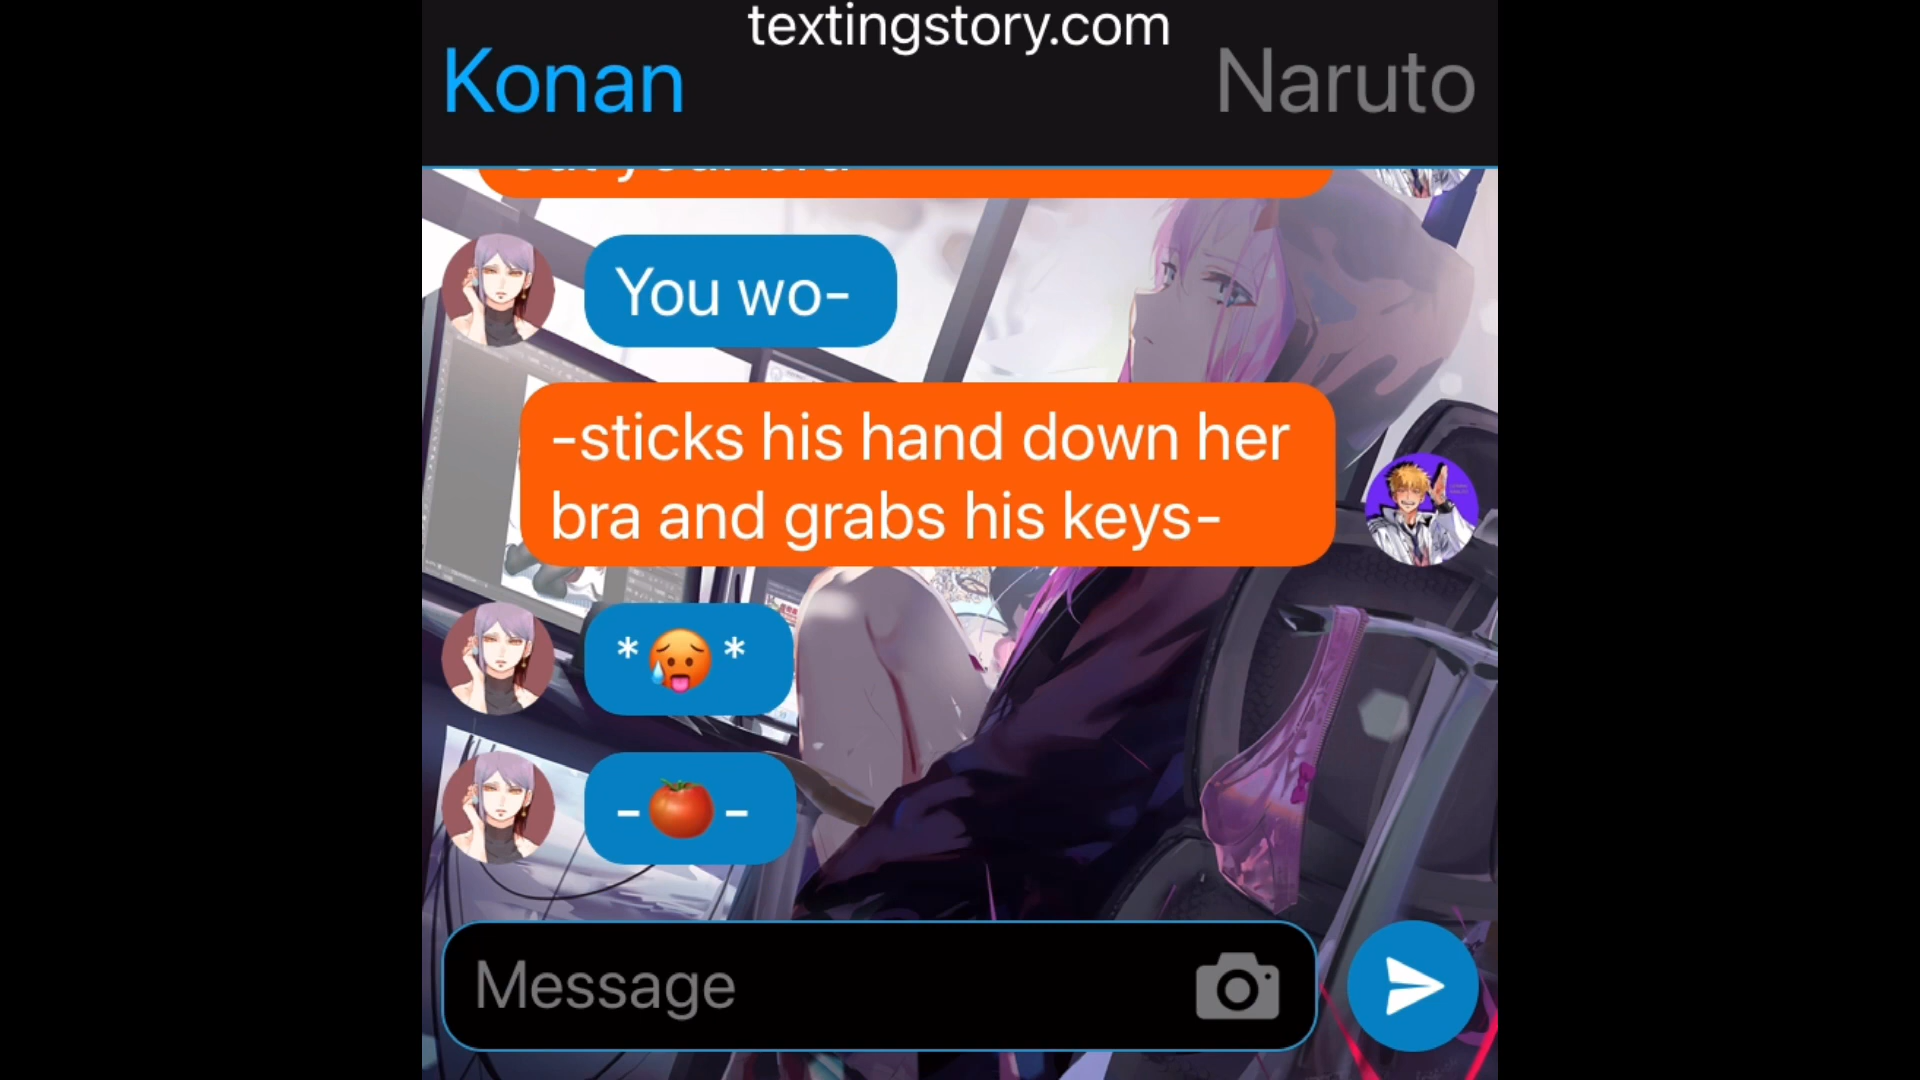 textingstory.com
Konan
Naruto
You wo-
-sticks his hand down her
bra and grabs his keys-
*🥵*
-🍅-
Message